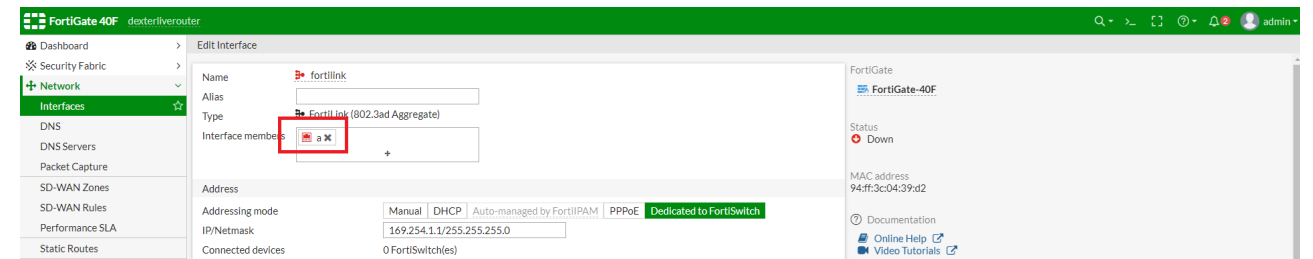 FortiGate 40F dexterliverouter
>_ 2 admin
Dashboard
Security Fabric
Network
Interfaces
DNS
DNS Servers
Packet Capture
SD-WAN Zones
SD-WAN Rules
Performance SLA
Static Routes
Edit Interface
Name fortilink
Alias
Type FortiLink (802.3ad Aggregate)
Interface members a
+
Address
Addressing mode Manual DHCP Auto-managed by FortiIPAM PPPoE Dedicated to FortiSwitch
IP/Netmask 169.254.1.1/255.255.255.0
Connected devices 0 FortiSwitch(es)
FortiGate
FortiGate-40F
Status
Down
MAC address
94:ff:3c:04:39:d2
Documentation
Online Help
Video Tutorials